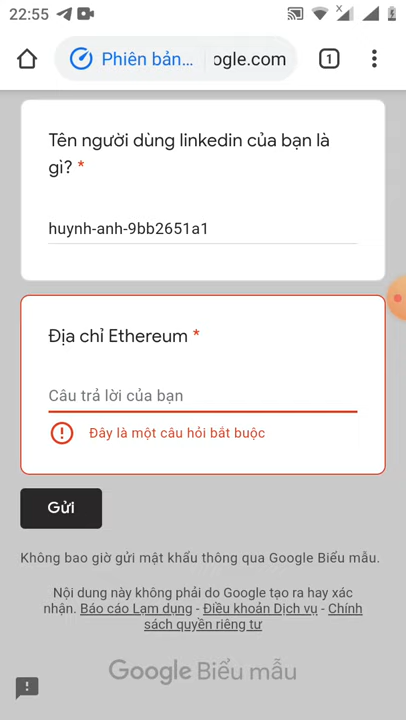 22:55
Phiên bản... ogle.com 1
Tên người dùng linkedin của bạn là
gì? *
huynh-anh-9bb2651a1
Địa chỉ Ethereum *
Câu trả lời của bạn
Đây là một câu hỏi bắt buộc
Gửi
Không bao giờ gửi mật khẩu thông qua Google Biểu mẫu.
Nội dung này không phải do Google tạo ra hay xác
nhận. Báo cáo Lạm dụng - Điều khoản Dịch vụ - Chính
sách quyền riêng tư
Google Biểu mẫu